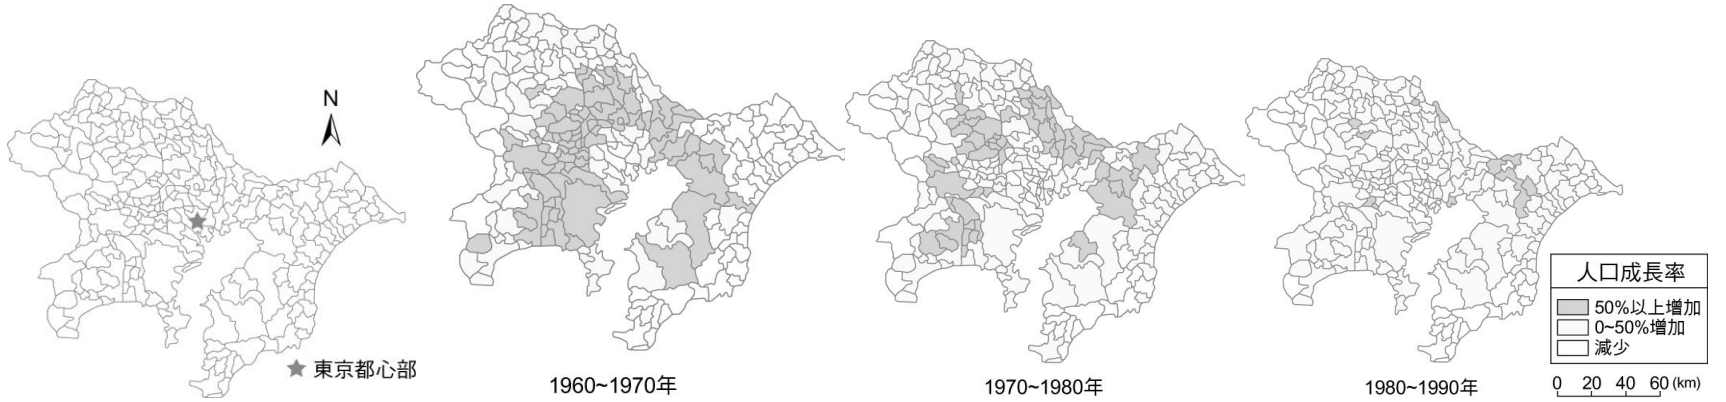 N
★ 東京都心部
1960~1970年
1970~1980年
1980~1990年
人口成長率
50%以上増加
0~50%増加
減少
0 20 40 60 (km)